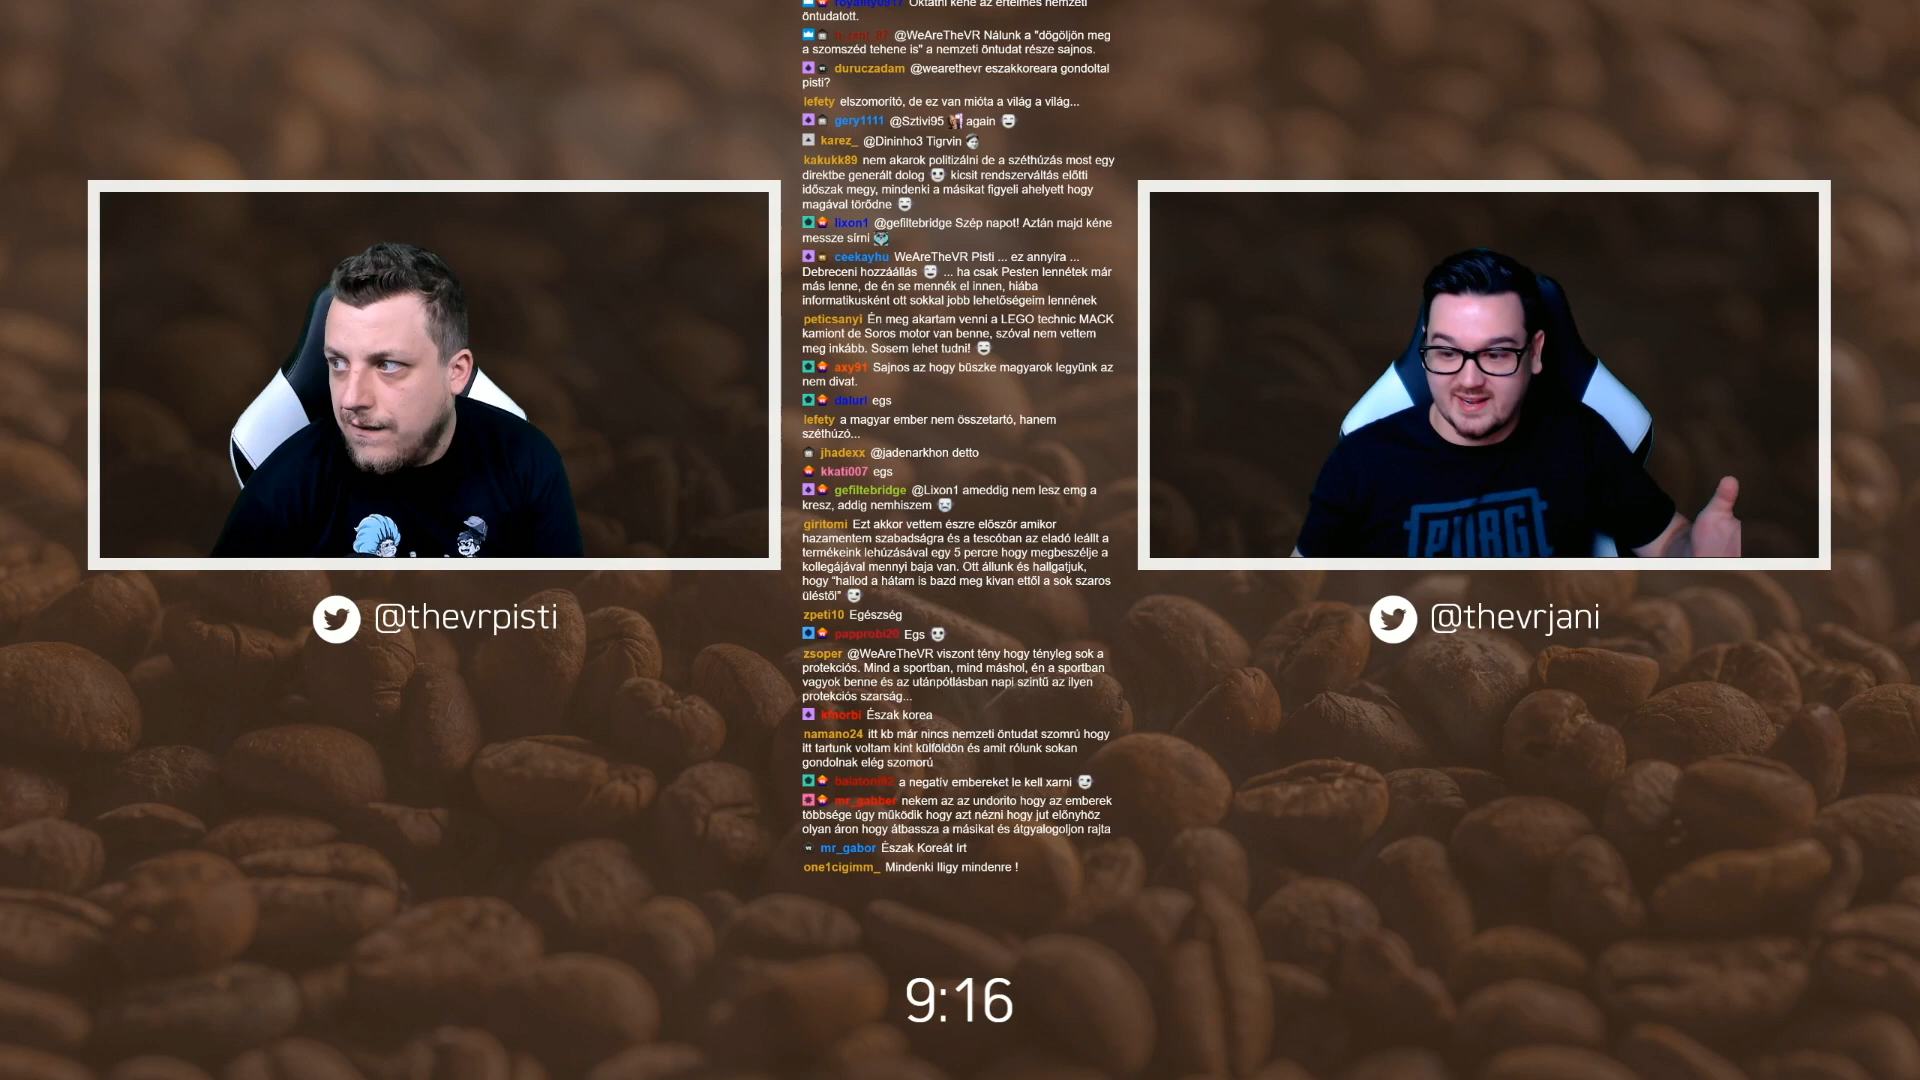 royality0917 Oktatni kéne az értelmes nemzeti
öntudatott.
@WeAreTheVR Nálunk a "dögöljön meg
a szomszéd tehene is" a nemzeti öntudat része sajnos.
duruczadam @wearethevr eszakkoreara gondoltal
pisti?
lefety elszomorító, de ez van mióta a világ a világ...
gery1111 @Sztivi95 again
karez_ @Dininho3 Tigrvin
kakukk89 nem akarok politizálni de a széthúzás most egy
direktbe generált dolog kicsit rendszerváltás előtti
időszak megy, mindenki a másikat figyeli ahelyett hogy
magával törődne
lixon1 @gefiltebridge Szép napot! Aztán majd kéne
messze sírni
ceekayhu WeAreTheVR Pisti ... ez annyira ...
Debreceni hozzáállás ... ha csak Pesten lennétek már
más lenne, de én se mennék el innen, hiába
informatikusként ott sokkal jobb lehetőségeim lennének
peticsanyi Én meg akartam venni a LEGO technic MACK
kamiont de Soros motor van benne, szóval nem vettem
meg inkább. Sosem lehet tudni!
axy91 Sajnos az hogy büszke magyarok legyünk az
nem divat.
daluri egs
lefety a magyar ember nem összetartó, hanem
széthúzó...
jhadexx @jadenarkhon detto
kkati007 egs
gefiltebridge @Lixon1 ameddig nem lesz emg a
kresz, addig nemhiszem
giritomi Ezt akkor vettem észre először amikor
hazamentem szabadságra és a tescóban az eladó leállt a
termékeink lehúzásával egy 5 percre hogy megbeszélje a
kollegájával mennyi baja van. Ott állunk és hallgatjuk,
hogy “hallod a hátam is bazd meg kivan ettől a sok szaros
üléstől”
zpeti10 Egészség
papprobi20 Egs
zsoper @WeAreTheVR viszont tény hogy tényleg sok a
protekciós. Mind a sportban, mind máshol, én a sportban
vagyok benne és az utánpótlásban napi szintű az ilyen
protekciós szarság...
kfnorbi Észak korea
namano24 itt kb már nincs nemzeti öntudat szomrú hogy
itt tartunk voltam kint külföldön és amit rólunk sokan
gondolnak elég szomorú
balatoni92 a negatív embereket le kell xarni
mr_gabber nekem az az undorito hogy az emberek
többsége úgy működik hogy azt nézni hogy jut előnyhöz
olyan áron hogy átbassza a másikat és átgyalogoljon rajta
mr_gabor Észak Koreát írt
one1cigimm_ Mindenki Iligy mindenre !
PUBG
@thevrpisti
@thevrjani
9:16